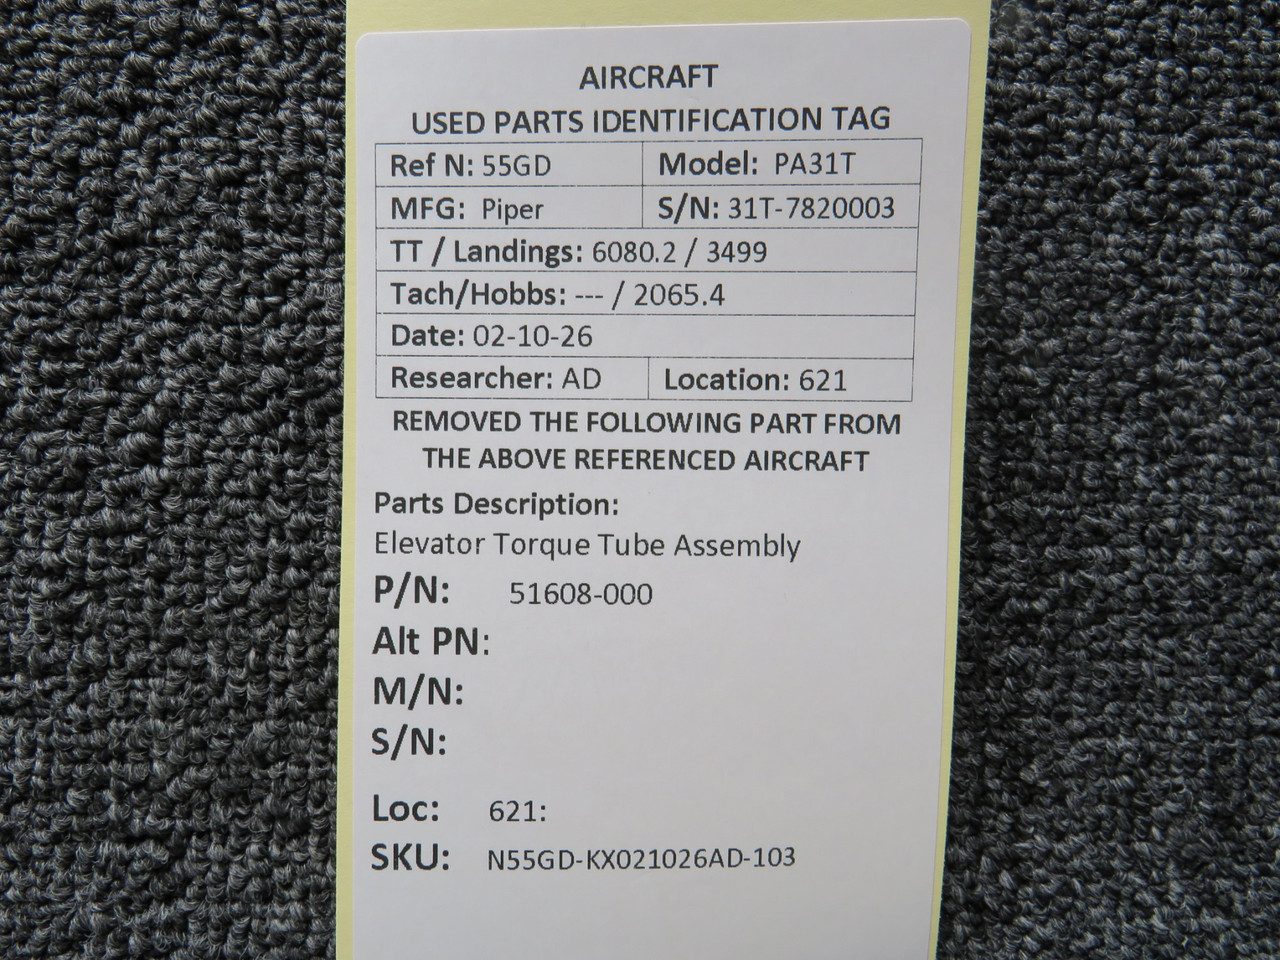 AIRCRAFT
USED PARTS IDENTIFICATION TAG
Ref N: 55GD Model: PA31T
MFG: Piper S/N: 31T-7820003
TT / Landings: 6080.2 / 3499
Tach/Hobbs: --- / 2065.4
Date: 02-10-26
Researcher: AD Location: 621
REMOVED THE FOLLOWING PART FROM
THE ABOVE REFERENCED AIRCRAFT
Parts Description:
Elevator Torque Tube Assembly
P/N: 51608-000
Alt PN:
M/N:
S/N:
Loc: 621:
SKU: N55GD-KX021026AD-103